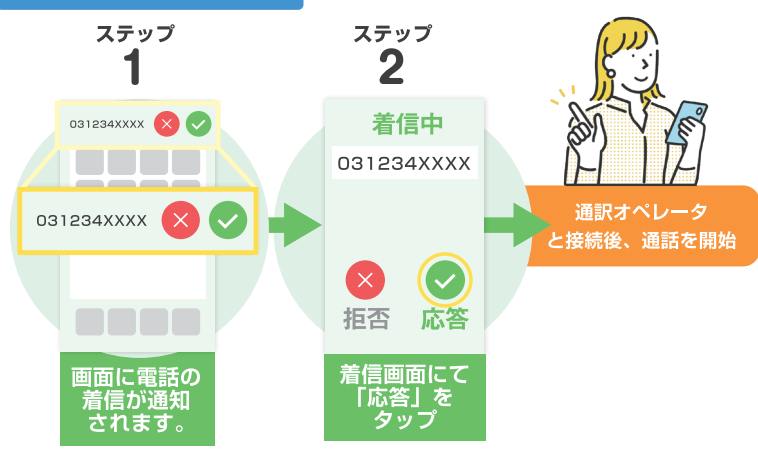 ステップ
1
031234XXXX
031234XXXX
画面に電話の
着信が通知
されます。
ステップ
2
着信中
031234XXXX
拒否
応答
着信画面にて
「応答」を
タップ
通訳オペレータ
と接続後、通話を開始